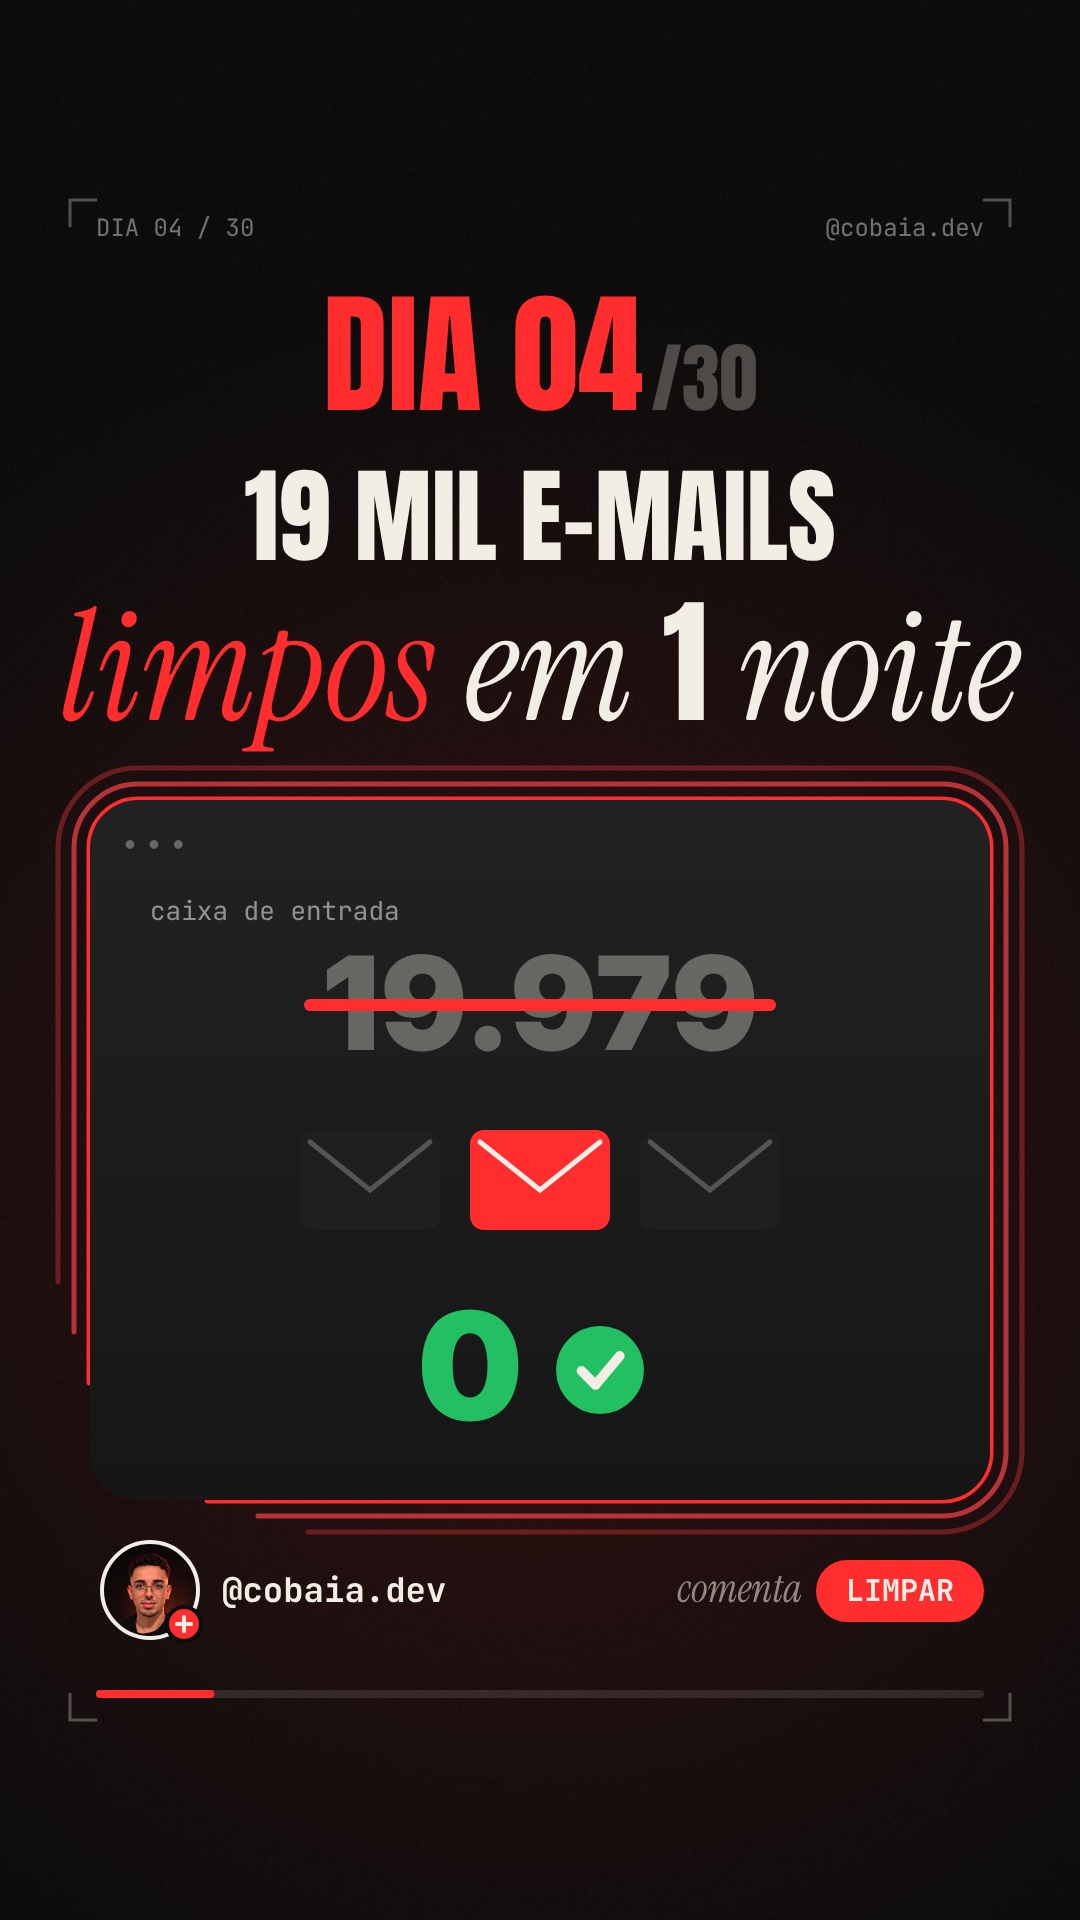 DIA 04 / 30
@cobaia.dev
DIA 04 /30
19 MIL E-MAILS
limpos em 1 noite
caixa de entrada
19.979
0
@cobaia.dev
comenta LIMPAR